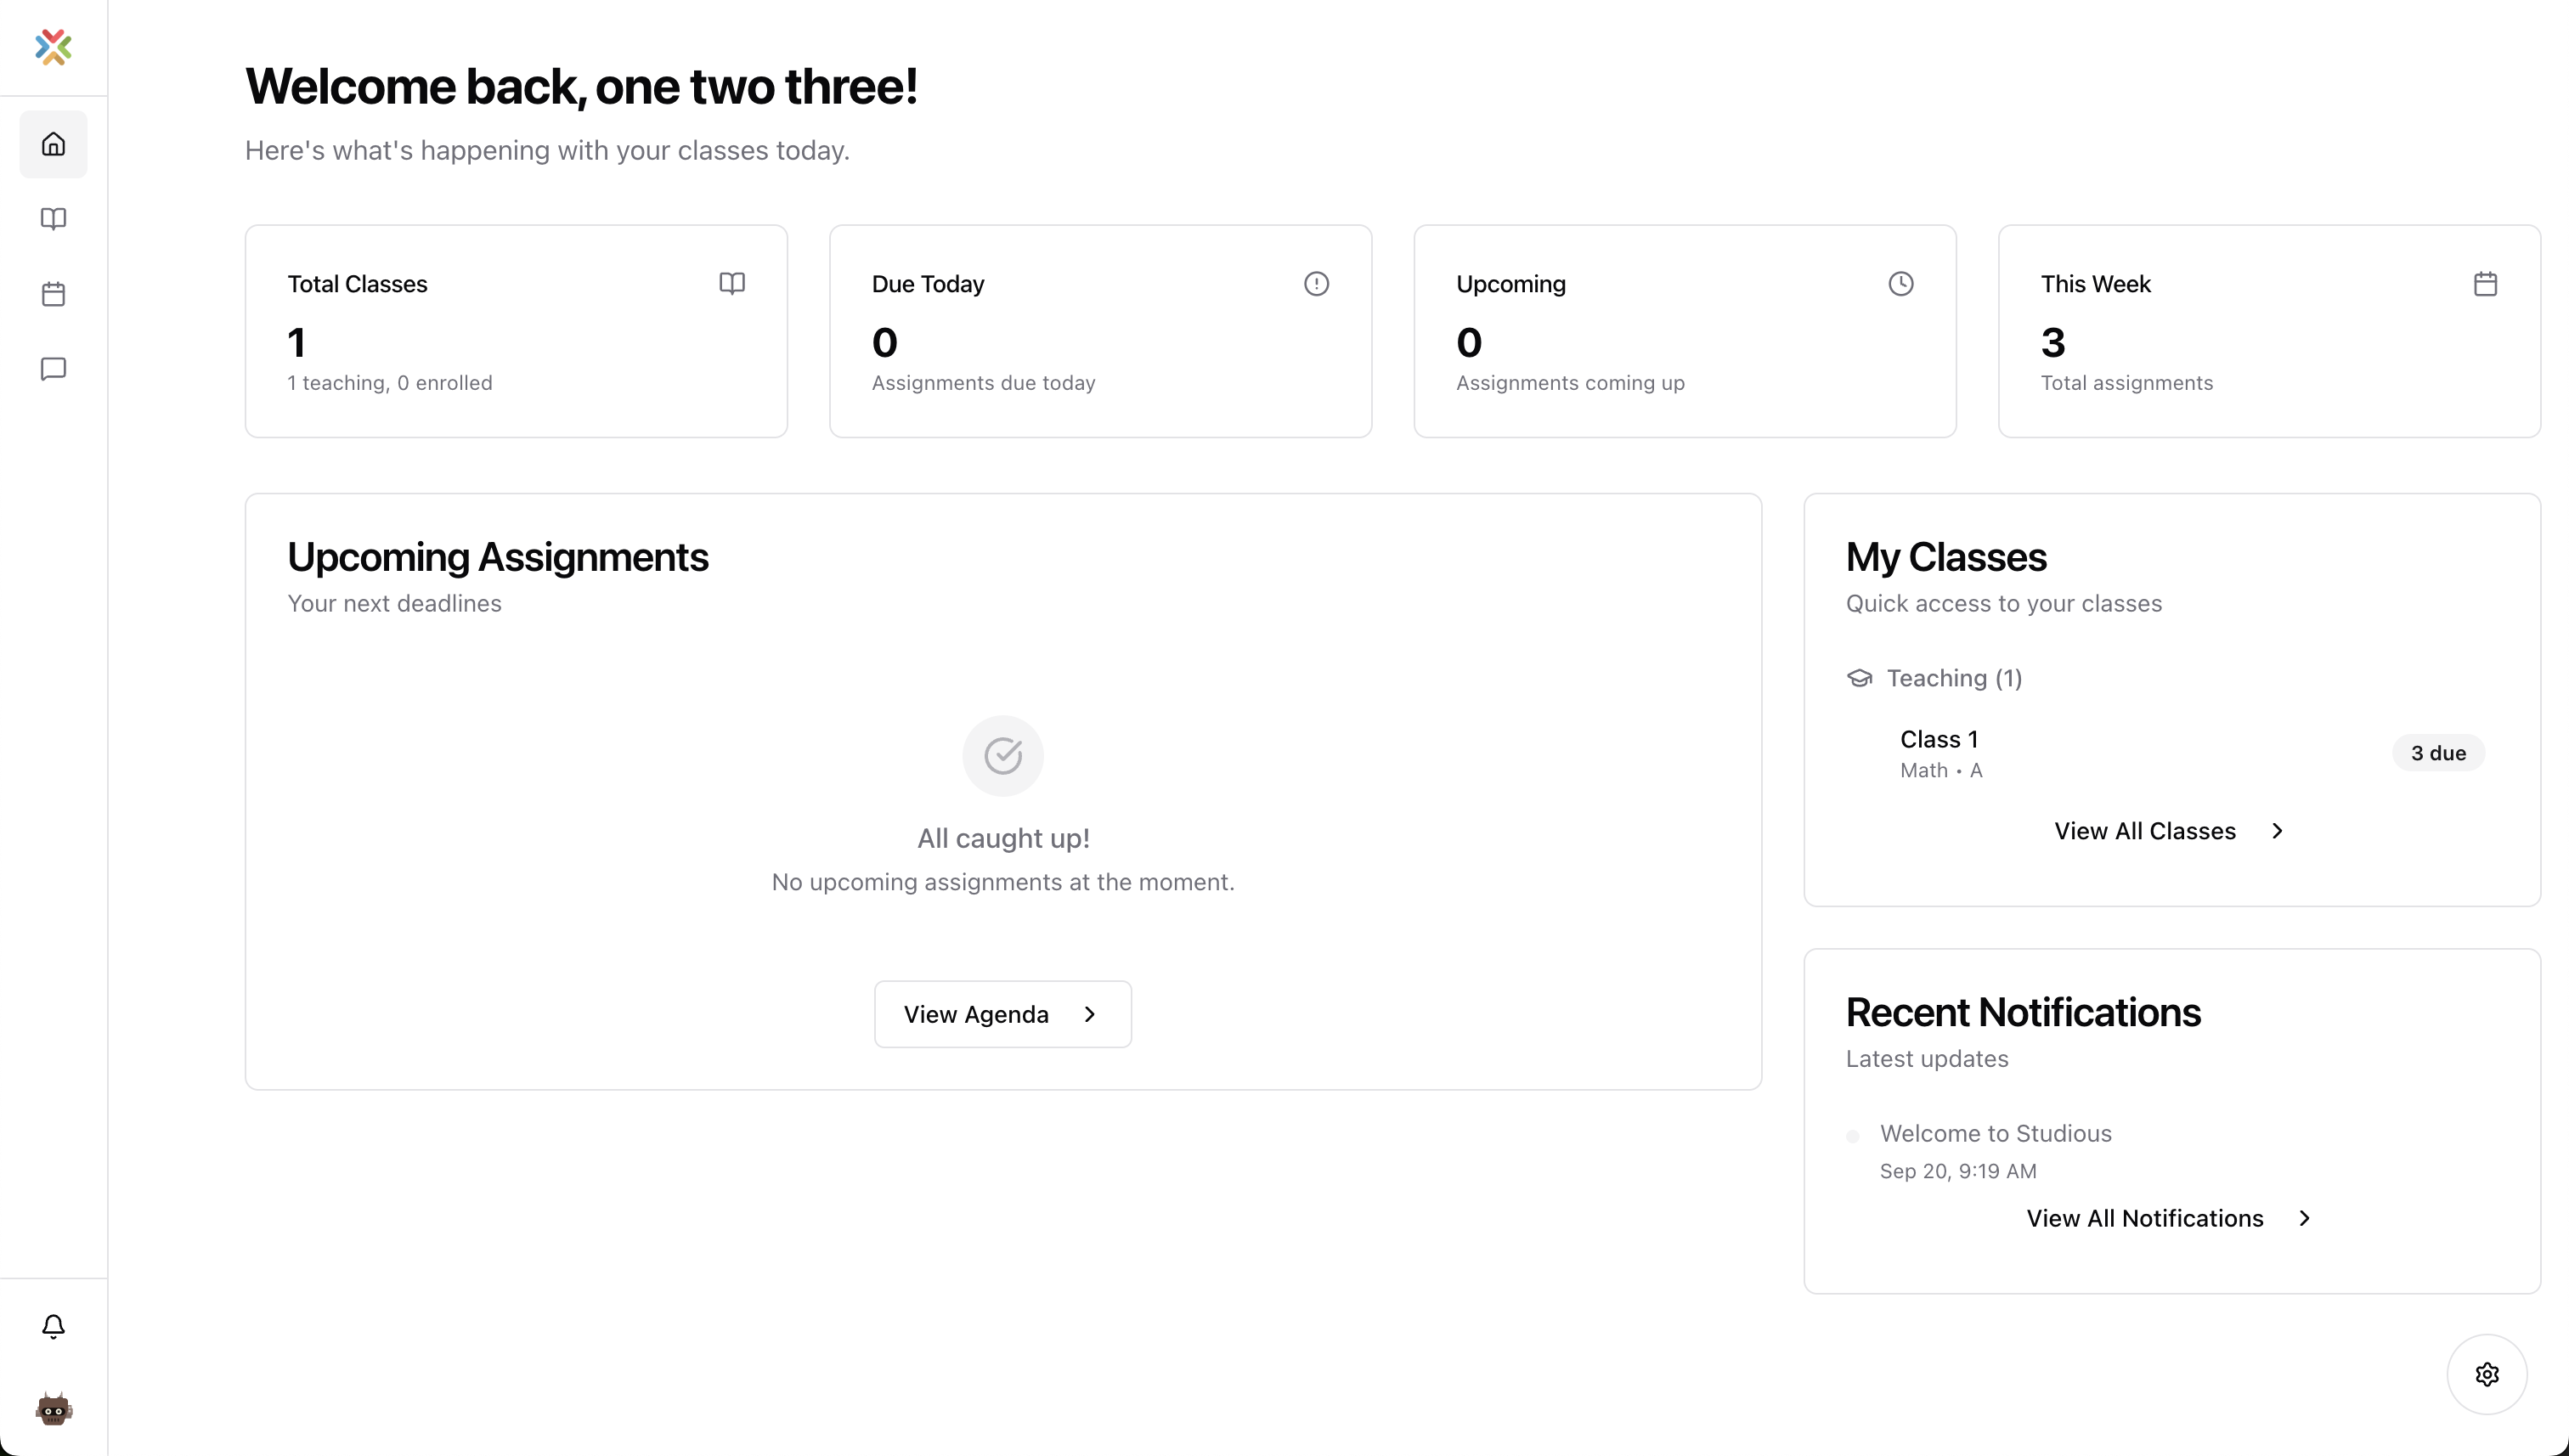 Welcome back, one two three!
Here's what's happening with your classes today.
Total Classes
1
1 teaching, 0 enrolled
Due Today
0
Assignments due today
Upcoming
0
Assignments coming up
This Week
3
Total assignments
Upcoming Assignments
Your next deadlines
All caught up!
No upcoming assignments at the moment.
View Agenda
My Classes
Quick access to your classes
Teaching (1)
Class 1
Math • A
3 due
View All Classes
Recent Notifications
Latest updates
Welcome to Studious
Sep 20, 9:19 AM
View All Notifications